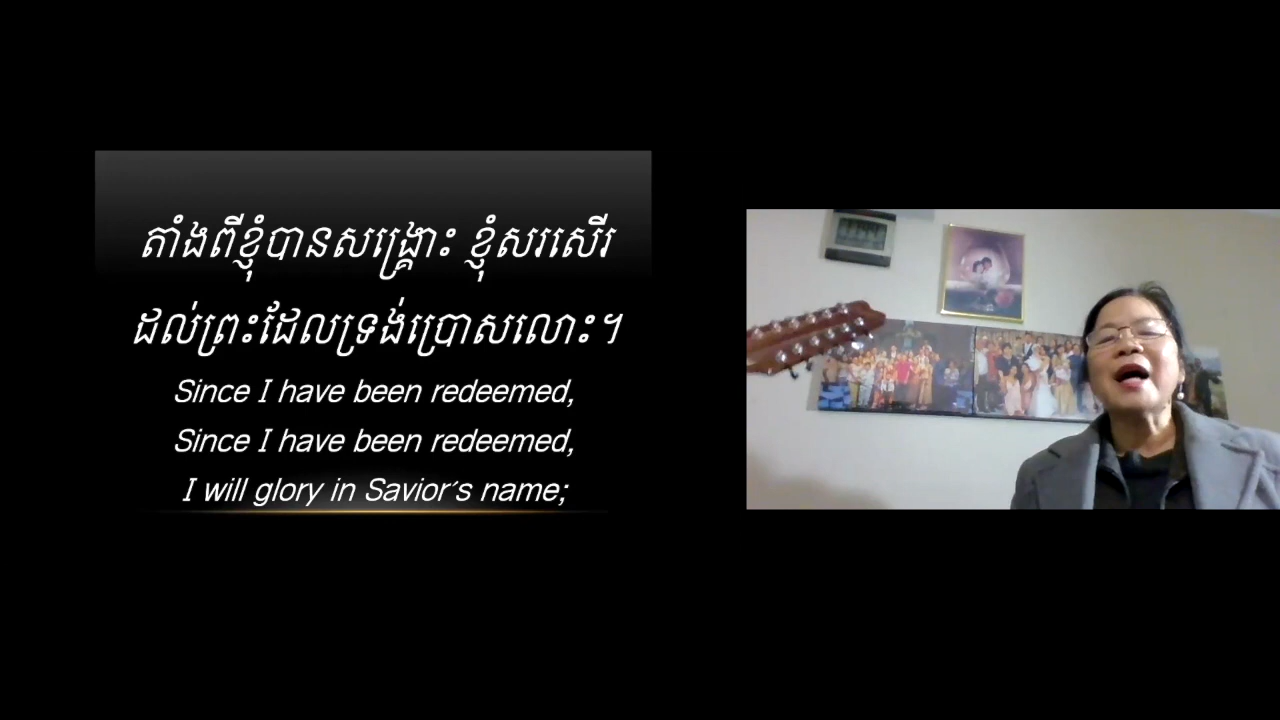 តាំងពីខ្ញុំបានសង្គ្រោះ ខ្ញុំសរសើរ
ដល់ព្រះដែលទ្រង់ប្រោសលោះ។
Since I have been redeemed,
Since I have been redeemed,
I will glory in Savior's name;